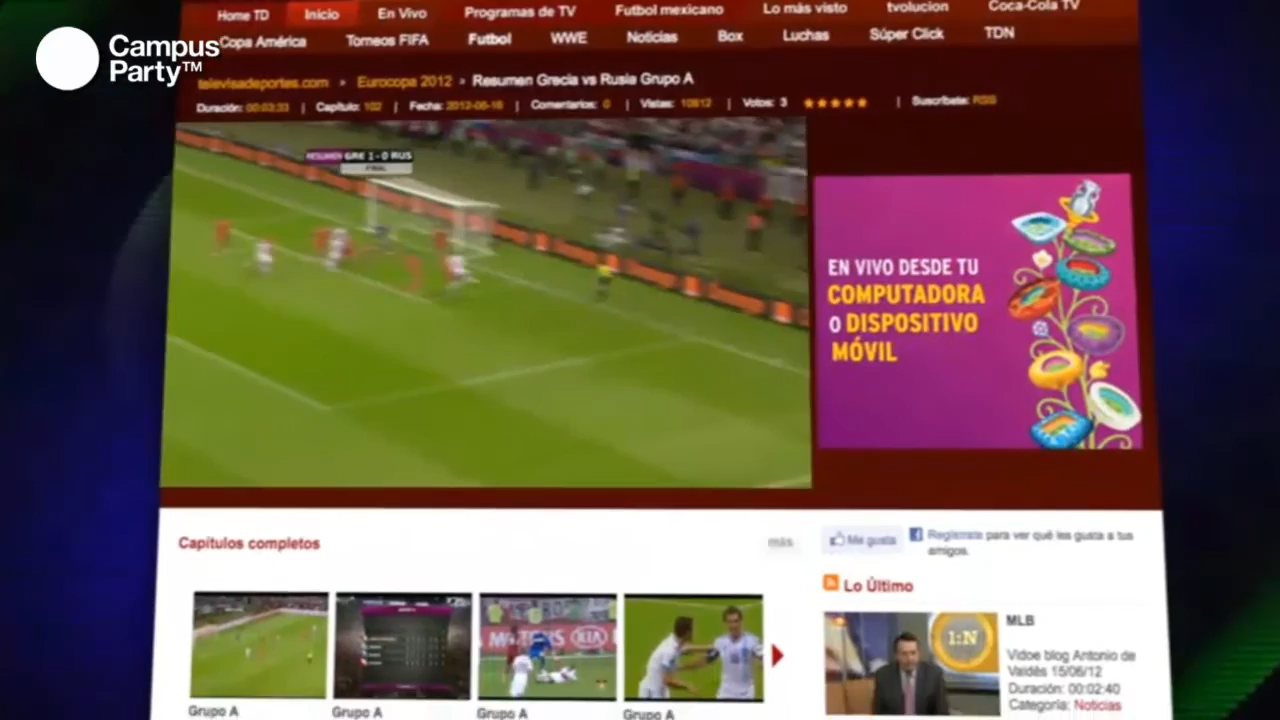 Campus
Party™
Home TD Inicio En Vivo Programas de TV Futbol mexicano Lo más visto tvolucion Coca-Cola TV
Copa América Torneos FIFA Futbol WWE Noticias Box Luchas Súper Click TDN
televisadeportes.com » Eurocopa 2012 » Resumen Grecia vs Rusia Grupo A
Duración: 00:03:33 | Capítulo: 102 | Fecha: 2012-06-16 | Comentarios: 0 | Vistas: 10812 | Votos: 3 | Suscríbete: RSS
RESUMEN GRE 1-0 RUS
FINAL
EN VIVO DESDE TU
COMPUTADORA
O DISPOSITIVO
MÓVIL
Capítulos completos
más
Me gusta
Regístrate para ver qué les gusta a tus
amigos.
Lo Último
KIA
1:N
MLB
Vidoe blog Antonio de
Valdés 15/06/12
Duración: 00:02:40
Categoría: Noticias
Grupo A Grupo A Grupo A Grupo A